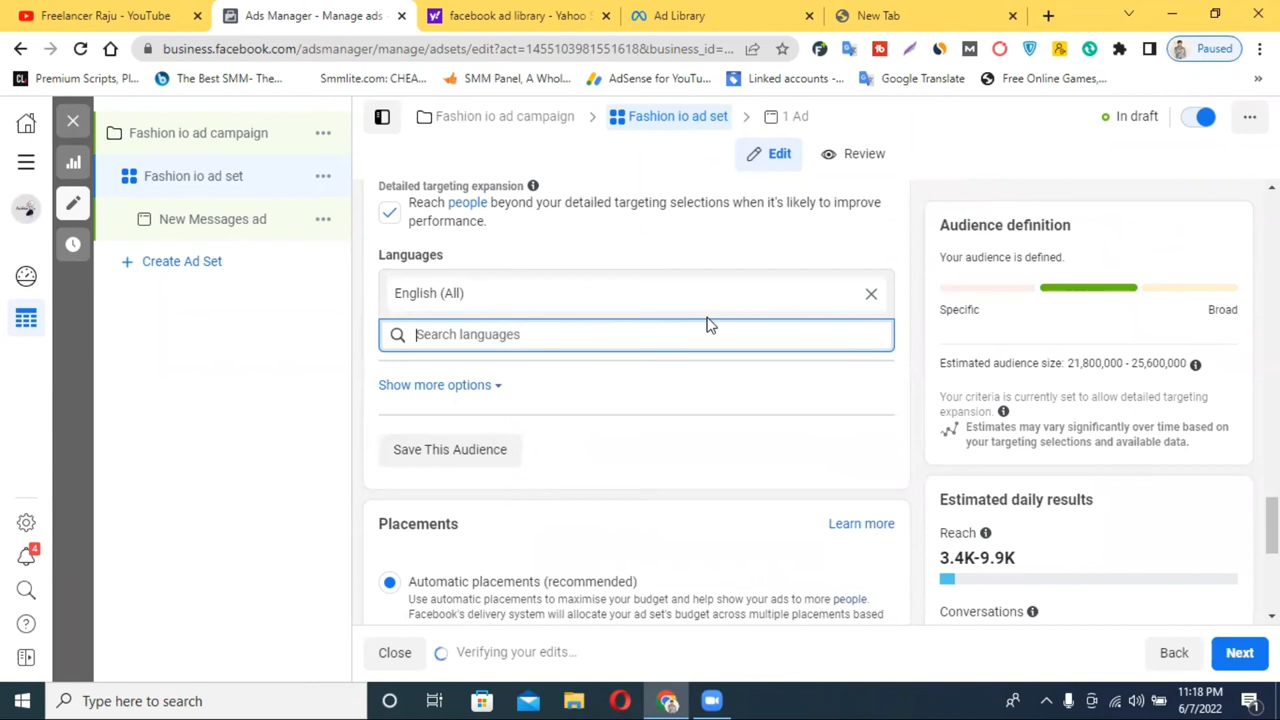 Freelancer Raju - YouTube
Ads Manager - Manage ads
facebook ad library - Yahoo S
Ad Library
New Tab
business.facebook.com/adsmanager/manage/adsets/edit?act=14551039815516​18&business_id=...
Paused
Premium Scripts, Pl...
The Best SMM- The...
Smmlite.com: CHEA...
SMM Panel, A Whol...
AdSense for YouTu...
Linked accounts -...
Google Translate
Free Online Games,...
Fashion io ad campaign
Fashion io ad set
New Messages ad
+ Create Ad Set
Fashion io ad campaign > Fashion io ad set > 1 Ad
In draft
Edit
Review
Detailed targeting expansion
Reach people beyond your detailed targeting selections when it's likely to improve
performance.
Languages
English (All)
Search languages
Show more options
Save This Audience
Placements
Learn more
Automatic placements (recommended)
Use automatic placements to maximise your budget and help show your ads to more people.
Facebook's delivery system will allocate your ad set's budget across multiple placements based
Audience definition
Your audience is defined.
Specific
Broad
Estimated audience size: 21,800,000 - 25,600,000
Your criteria is currently set to allow detailed targeting
expansion.
Estimates may vary significantly over time based on
your targeting selections and available data.
Estimated daily results
Reach
3.4K-9.9K
Conversations
4
Close
Verifying your edits...
Back
Next
Type here to search
11:18 PM
6/7/2022
1